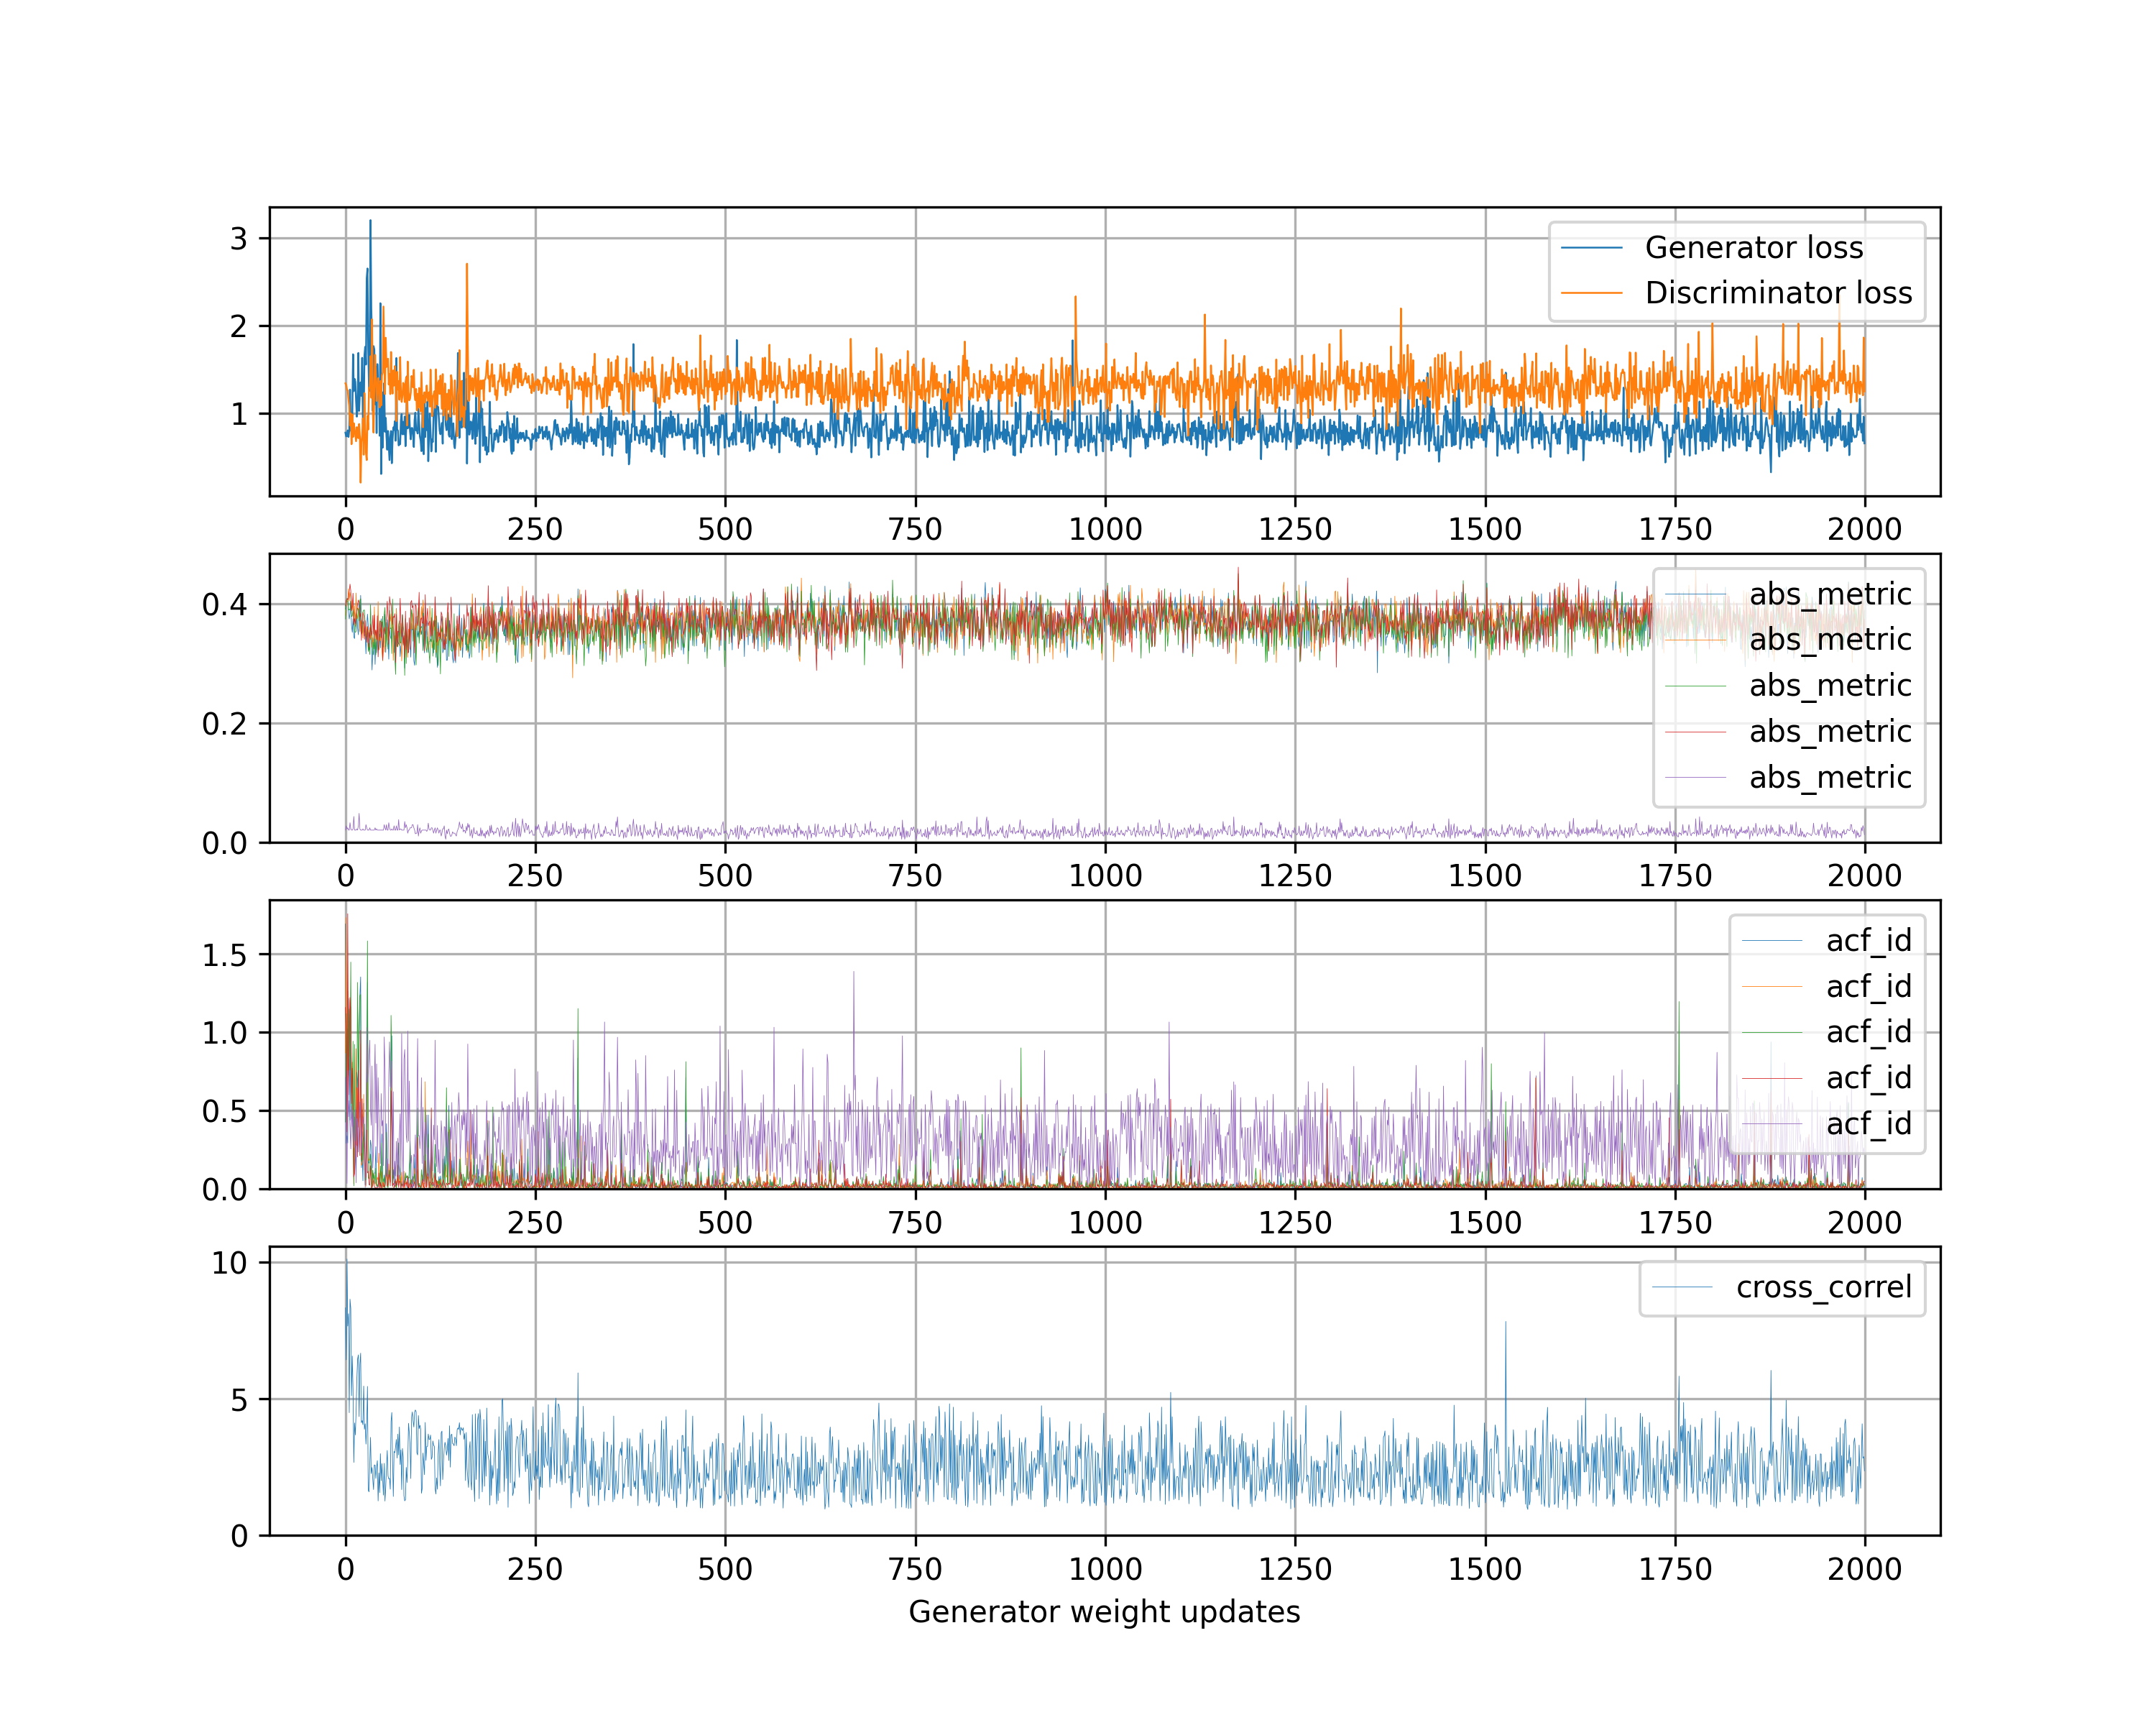 3
2
1
Generator loss
Discriminator loss
0 250 500 750 1000 1250 1500 1750 2000
0.4
0.2
0.0
abs_metric
abs_metric
abs_metric
abs_metric
abs_metric
0 250 500 750 1000 1250 1500 1750 2000
1.5
1.0
0.5
0.0
acf_id
acf_id
acf_id
acf_id
acf_id
0 250 500 750 1000 1250 1500 1750 2000
10
5
0
cross_correl
0 250 500 750 1000 1250 1500 1750 2000
Generator weight updates